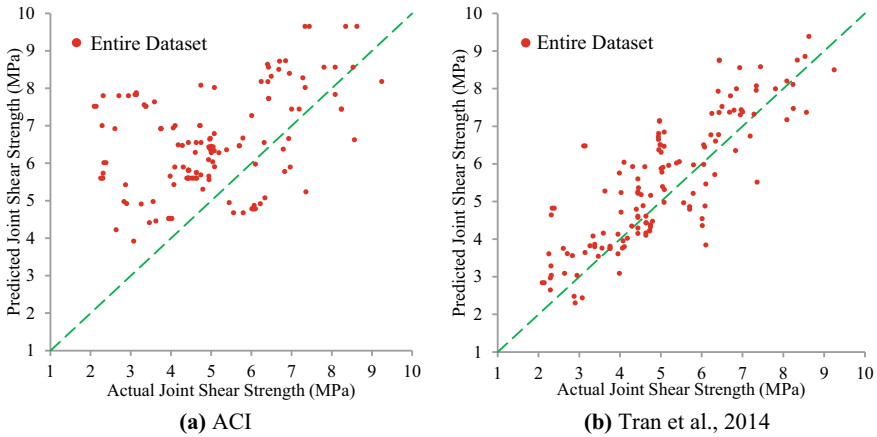 10
9
8
7
6
5
4
3
2
1
Predicted Joint Shear Strength (MPa)
Entire Dataset
1 2 3 4 5 6 7 8 9 10
Actual Joint Shear Strength (MPa)
(a) ACI
10
9
8
7
6
5
4
3
2
1
Predicted Joint Shear Strength (MPa)
Entire Dataset
1 2 3 4 5 6 7 8 9 10
Actual Joint Shear Strength (MPa)
(b) Tran et al., 2014